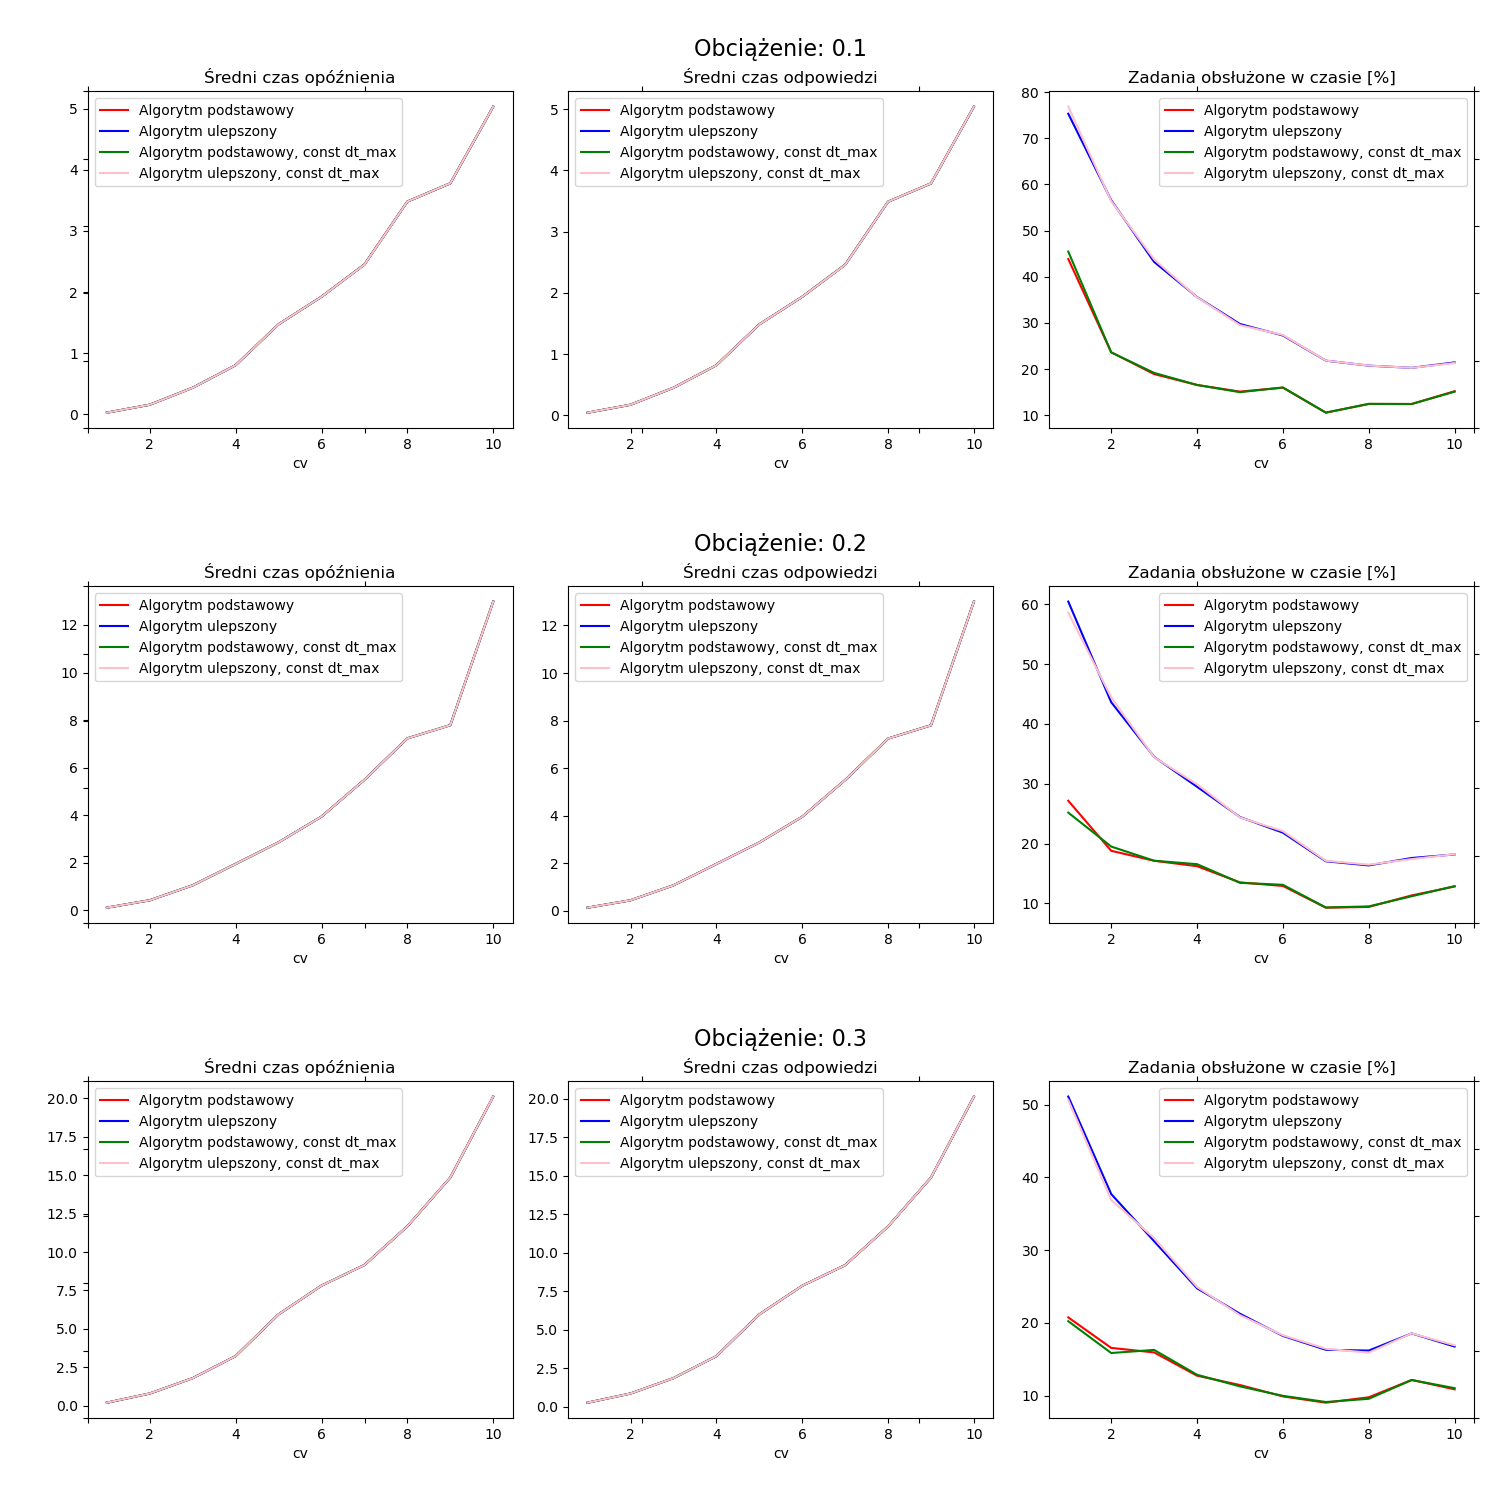 Obciążenie: 0.1
Średni czas opóźnienia
Algorytm podstawowy
Algorytm ulepszony
Algorytm podstawowy, const dt_max
Algorytm ulepszony, const dt_max
5
4
3
2
1
0
2 4 6 8 10
cv
Średni czas odpowiedzi
Algorytm podstawowy
Algorytm ulepszony
Algorytm podstawowy, const dt_max
Algorytm ulepszony, const dt_max
5
4
3
2
1
0
2 4 6 8 10
cv
Zadania obsłużone w czasie [%]
Algorytm podstawowy
Algorytm ulepszony
Algorytm podstawowy, const dt_max
Algorytm ulepszony, const dt_max
80
70
60
50
40
30
20
10
2 4 6 8 10
cv
Obciążenie: 0.2
Średni czas opóźnienia
Algorytm podstawowy
Algorytm ulepszony
Algorytm podstawowy, const dt_max
Algorytm ulepszony, const dt_max
12
10
8
6
4
2
0
2 4 6 8 10
cv
Średni czas odpowiedzi
Algorytm podstawowy
Algorytm ulepszony
Algorytm podstawowy, const dt_max
Algorytm ulepszony, const dt_max
12
10
8
6
4
2
0
2 4 6 8 10
cv
Zadania obsłużone w czasie [%]
Algorytm podstawowy
Algorytm ulepszony
Algorytm podstawowy, const dt_max
Algorytm ulepszony, const dt_max
60
50
40
30
20
10
2 4 6 8 10
cv
Obciążenie: 0.3
Średni czas opóźnienia
Algorytm podstawowy
Algorytm ulepszony
Algorytm podstawowy, const dt_max
Algorytm ulepszony, const dt_max
20.0
17.5
15.0
12.5
10.0
7.5
5.0
2.5
0.0
2 4 6 8 10
cv
Średni czas odpowiedzi
Algorytm podstawowy
Algorytm ulepszony
Algorytm podstawowy, const dt_max
Algorytm ulepszony, const dt_max
20.0
17.5
15.0
12.5
10.0
7.5
5.0
2.5
0.0
2 4 6 8 10
cv
Zadania obsłużone w czasie [%]
Algorytm podstawowy
Algorytm ulepszony
Algorytm podstawowy, const dt_max
Algorytm ulepszony, const dt_max
50
40
30
20
10
2 4 6 8 10
cv